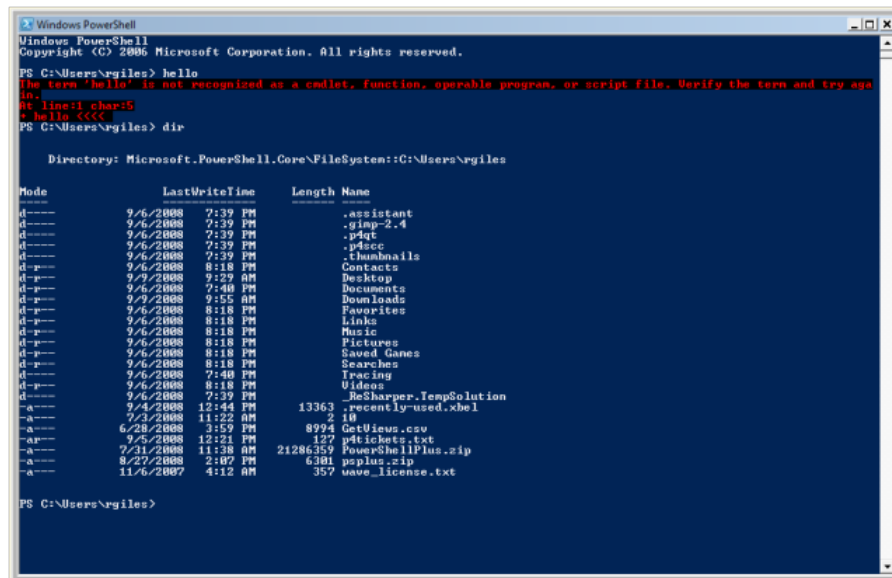 Windows PowerShell
Windows PowerShell
Copyright (C) 2006 Microsoft Corporation. All rights reserved.
PS C:\Users\rgiles> hello
The term 'hello' is not recognized as a cmdlet, function, operable program, or script file. Verify the term and try aga
in.
At line:1 char:5
+ hello <<<<
PS C:\Users\rgiles> dir
Directory: Microsoft.PowerShell.Core\FileSystem::C:\Users\rgiles
Mode LastWriteTime Length Name
---- ------------- ------ ----
d---- 9/6/2008 7:39 PM .assistant
d---- 9/6/2008 7:39 PM .gimp-2.4
d---- 9/6/2008 7:39 PM .p4qt
d---- 9/6/2008 7:39 PM .p4scc
d---- 9/6/2008 7:39 PM .thumbnails
d-r-- 9/6/2008 8:18 PM Contacts
d-r-- 9/9/2008 9:29 AM Desktop
d-r-- 9/6/2008 7:40 PM Documents
d-r-- 9/9/2008 9:55 AM Downloads
d-r-- 9/6/2008 8:18 PM Favorites
d-r-- 9/6/2008 8:18 PM Links
d-r-- 9/6/2008 8:18 PM Music
d-r-- 9/6/2008 8:18 PM Pictures
d-r-- 9/6/2008 8:18 PM Saved Games
d-r-- 9/6/2008 8:18 PM Searches
d---- 9/6/2008 7:40 PM Tracing
d-r-- 9/6/2008 8:18 PM Videos
d---- 9/6/2008 7:39 PM _ReSharper.TempSolution
-a--- 9/4/2008 12:44 PM 13363 .recently-used.xbel
-a--- 7/3/2008 11:22 AM 2 10
-a--- 6/28/2008 3:59 PM 8994 GetViews.csv
-ar-- 9/5/2008 12:21 PM 127 p4tickets.txt
-a--- 7/31/2008 11:38 AM 21286359 PowerShellPlus.zip
-a--- 8/27/2008 2:07 PM 6301 psplus.zip
-a--- 11/6/2007 4:12 AM 357 wave_license.txt
PS C:\Users\rgiles>